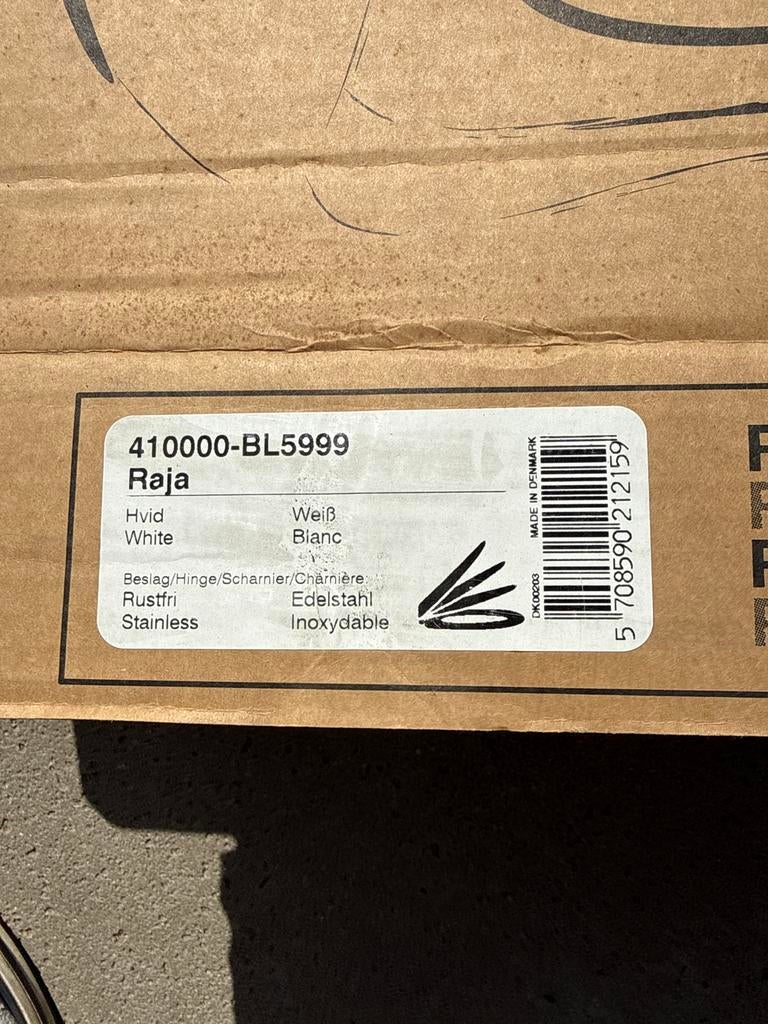 410000-BL5999
Raja
Hvid Weiß
White Blanc
Beslag/Hinge/Scharnier/Charnière
Rustfri Edelstahl
Stainless Inoxydable
MADE IN DENMARK
DK00203
5 708590 212159